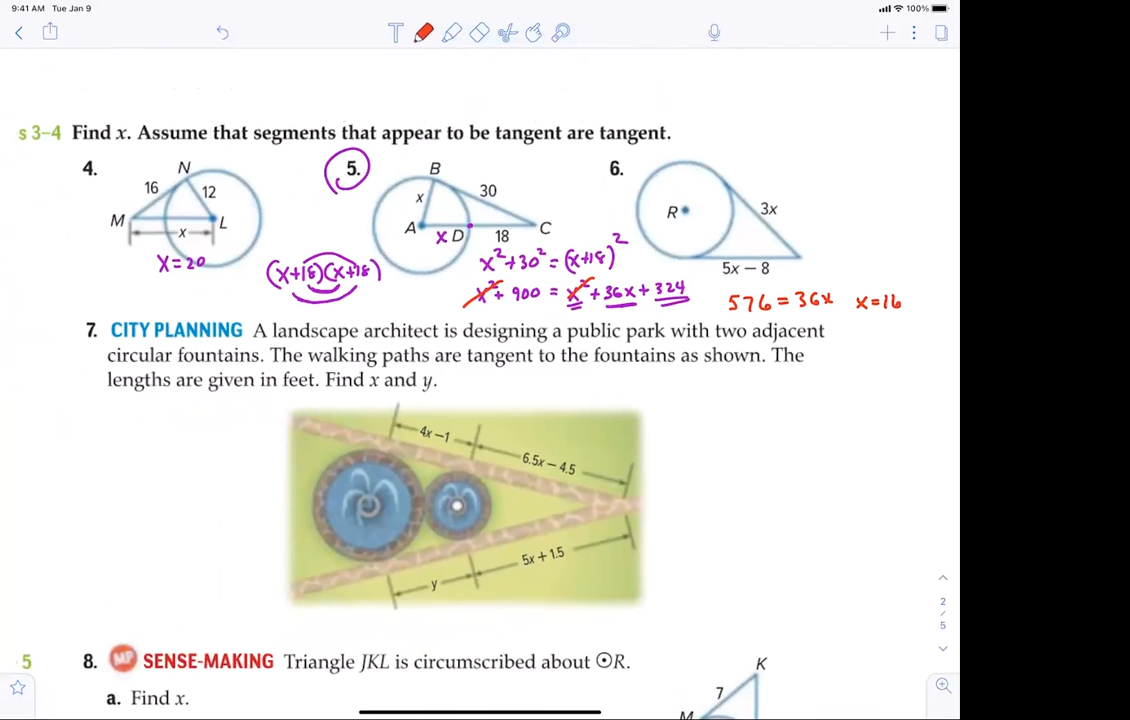 9:41 AM Tue Jan 9
100%
s 3–4 Find x. Assume that segments that appear to be tangent are tangent.
4.
N
16
12
M
L
x
x=20
5.
B
x
30
A
x D
18
C
(x+18)(x+18)
x²+30² = (x+18)²
x² + 900 = x² + 36x + 324
576 = 36x x=16
6.
R
3x
5x – 8
7. CITY PLANNING A landscape architect is designing a public park with two adjacent
circular fountains. The walking paths are tangent to the fountains as shown. The
lengths are given in feet. Find x and y.
4x – 1
6.5x – 4.5
5x + 1.5
y
2
/
5
5
8. MP SENSE-MAKING Triangle JKL is circumscribed about ⊙R.
K
a. Find x.
7
M